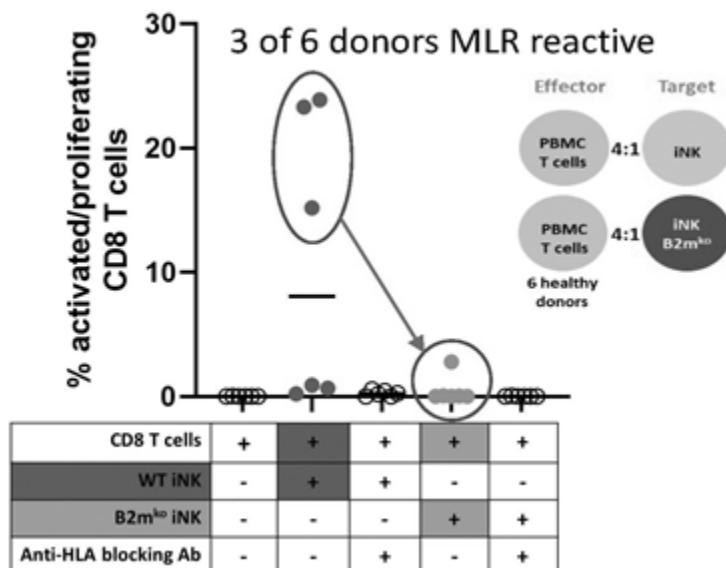 3 of 6 donors MLR reactive
% activated/proliferating
CD8 T cells
30
20
10
0
Effector Target
PBMC
T cells
4:1
iNK
PBMC
T cells
4:1
iNK
B2mᵏᵒ
6 healthy
donors
CD8 T cells + + + + +
WT iNK - + + - -
B2mᵏᵒ iNK - - - + +
Anti-HLA blocking Ab - - + - +